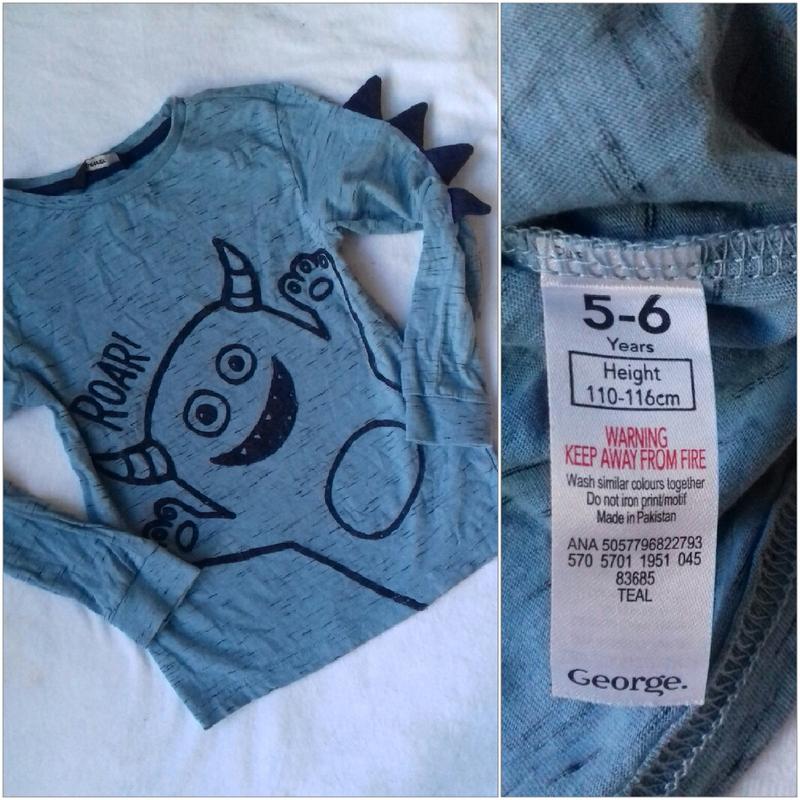 ROAR!
5-6
Years
Height
110-116cm
WARNING
KEEP AWAY FROM FIRE
Wash similar colours together
Do not iron print/motif
Made in Pakistan
ANA 5057796822793
570 5701 1951 045
83685
TEAL
George.